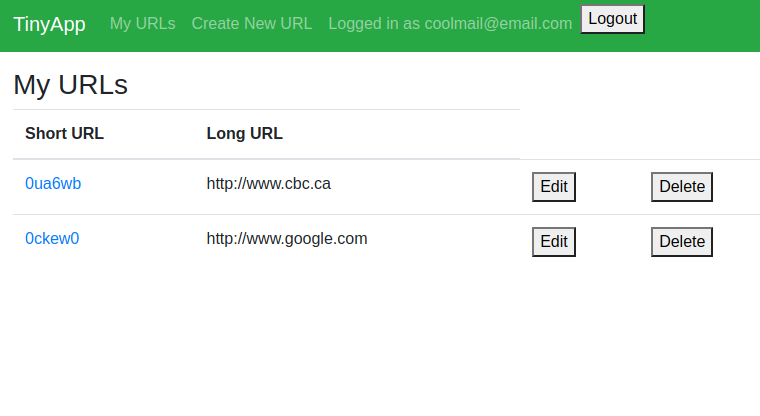 TinyApp My URLs Create New URL Logged in as coolmail@email.com Logout
My URLs
Short URL Long URL
0ua6wb http://www.cbc.ca Edit Delete
0ckew0 http://www.google.com Edit Delete